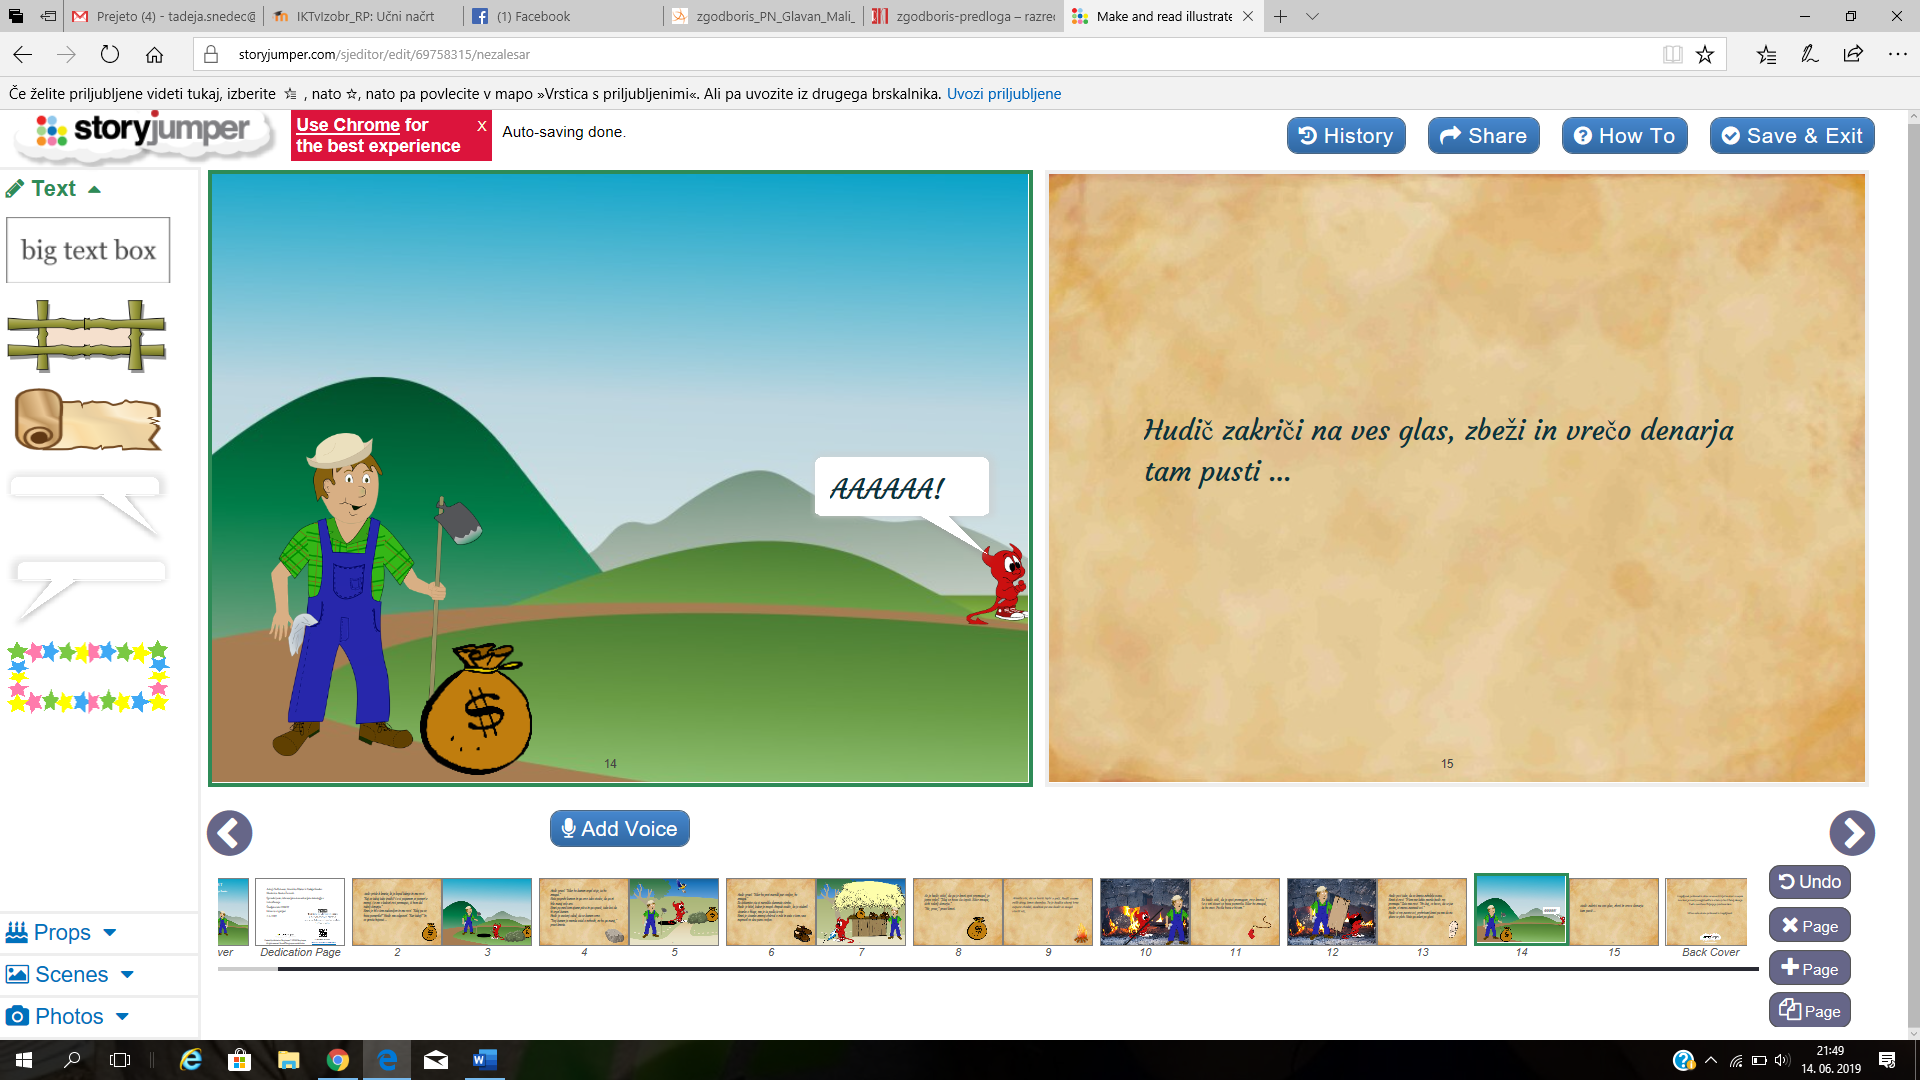 Prejeto (4) - tadeja.snedec@
IKTvIzobr_RP: Učni načrt
(1) Facebook
zgodboris_PN_Glavan_Mali_
zgodboris-predloga – razred
Make and read illustrate
storyjumper.com/sjeditor/edit/69758315/nezalesar
Če želite priljubljene videti tukaj, izberite , nato ☆, nato pa povlecite v mapo »Vrstica s priljubljenimi«. Ali pa uvozite iz drugega brskalnika. Uvozi priljubljene
storyjumper
Use Chrome for
the best experience
X
Auto-saving done.
History
Share
How To
Save & Exit
Text
big text box
AAAAAA!
$
14
Hudič zakriči na ves glas, zbeži in vrečo denarja
tam pusti ...
15
Add Voice
ver
Dedication Page
2
3
4
5
6
7
8
9
10
11
12
13
14
15
Back Cover
Undo
Page
Page
Page
Props
Scenes
Photos
21:49
14. 06. 2019